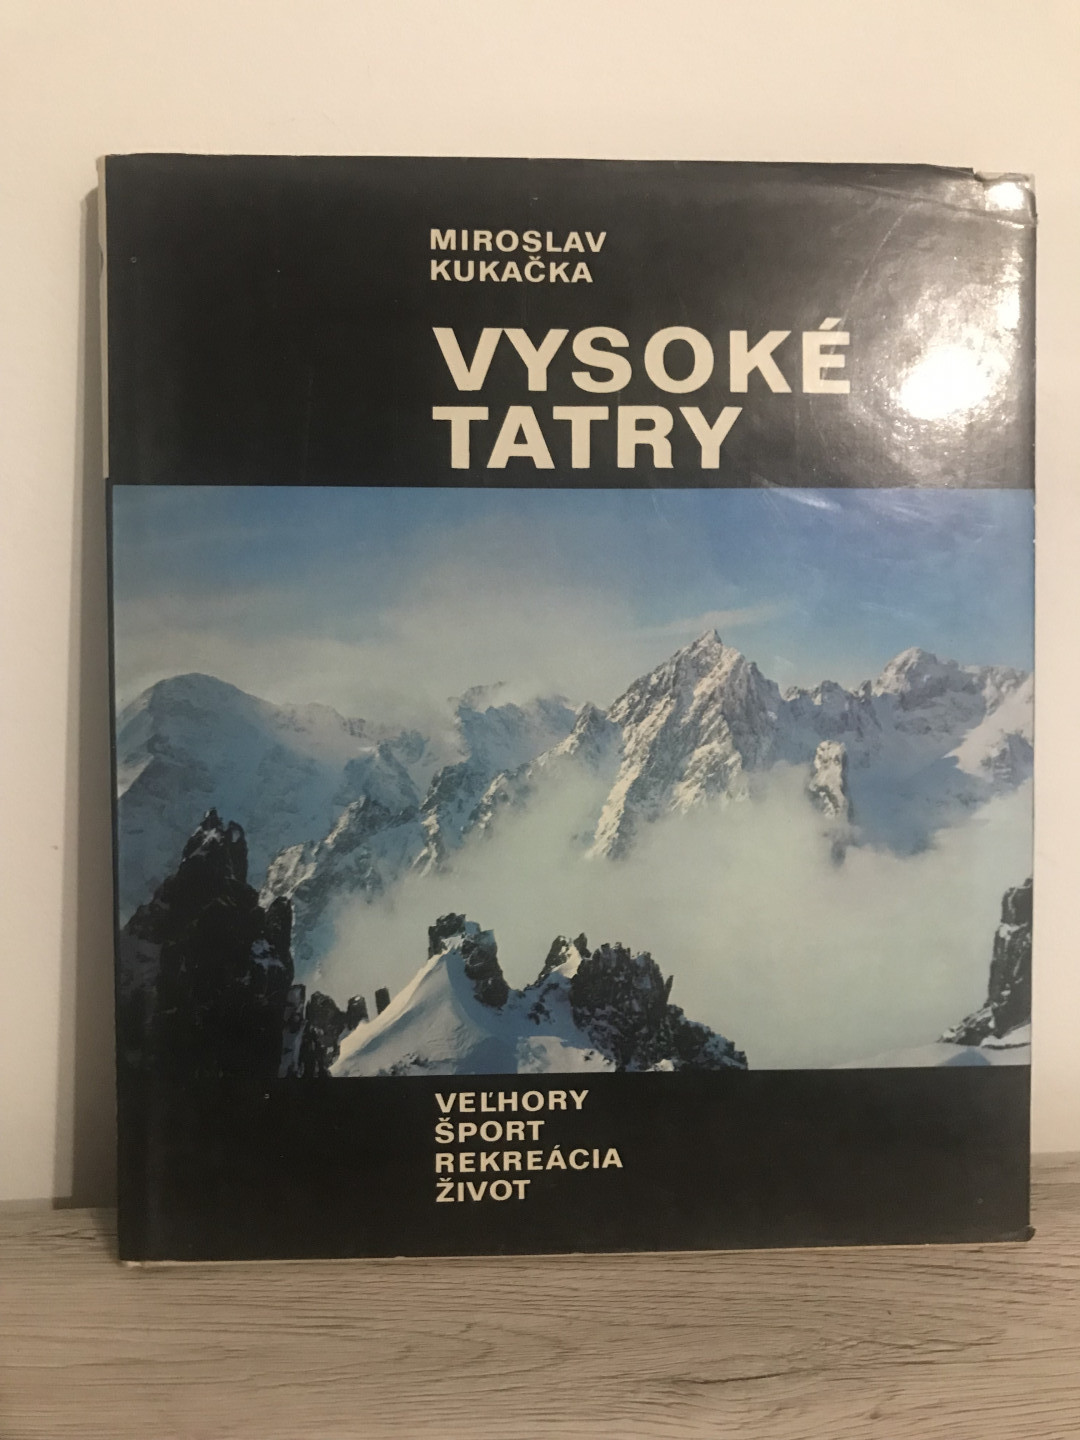 MIROSLAV
KUKAČKA
VYSOKÉ
TATRY
VEĽHORY
ŠPORT
REKREÁCIA
ŽIVOT